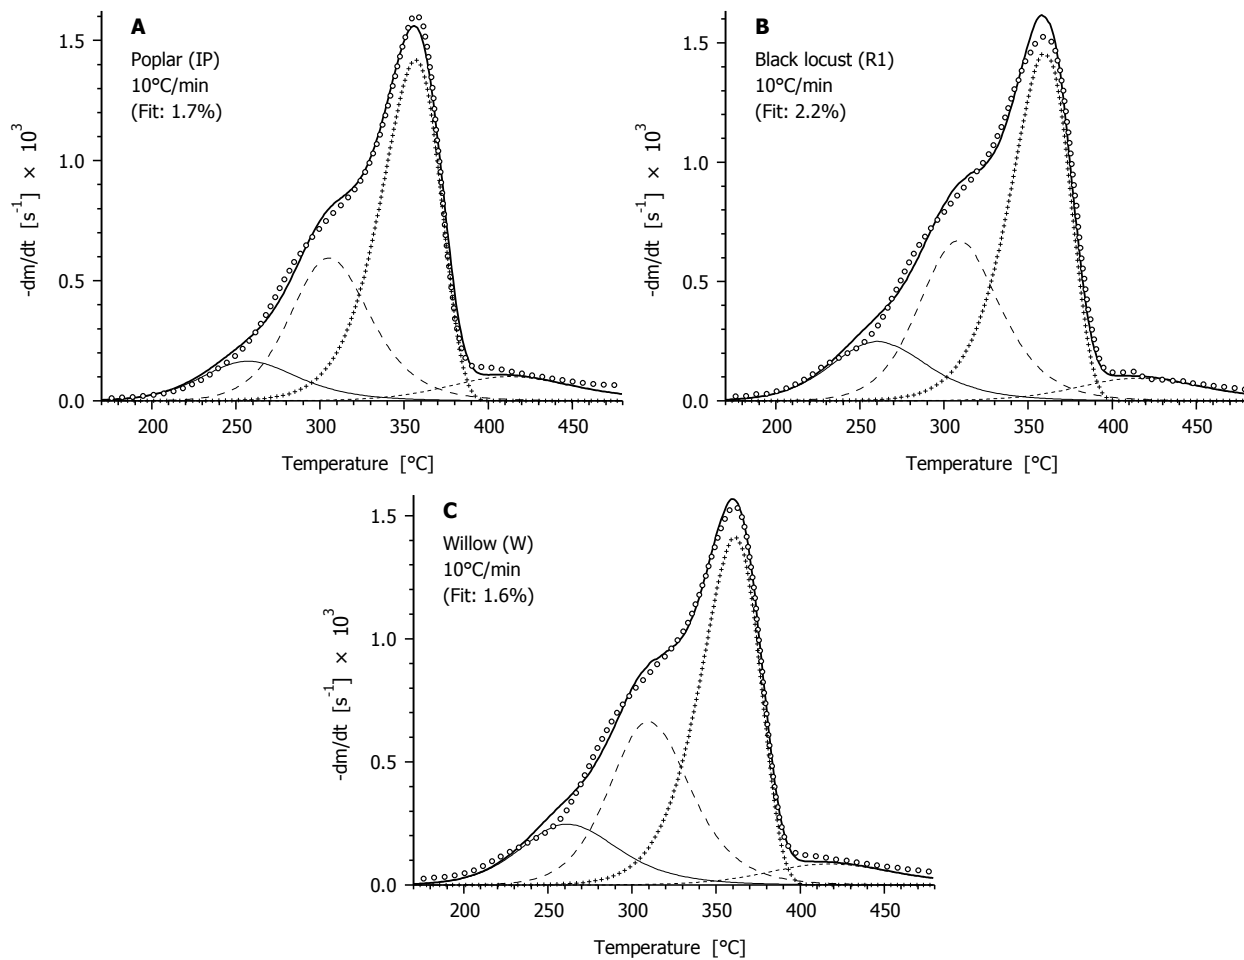 A
Poplar (IP)
10°C/min
(Fit: 1.7%)
-dm/dt [s⁻¹] × 10³
1.5
1.0
0.5
0.0
200 250 300 350 400 450
Temperature [°C]
B
Black locust (R1)
10°C/min
(Fit: 2.2%)
-dm/dt [s⁻¹] × 10³
1.5
1.0
0.5
0.0
200 250 300 350 400 450
Temperature [°C]
C
Willow (W)
10°C/min
(Fit: 1.6%)
-dm/dt [s⁻¹] × 10³
1.5
1.0
0.5
0.0
200 250 300 350 400 450
Temperature [°C]